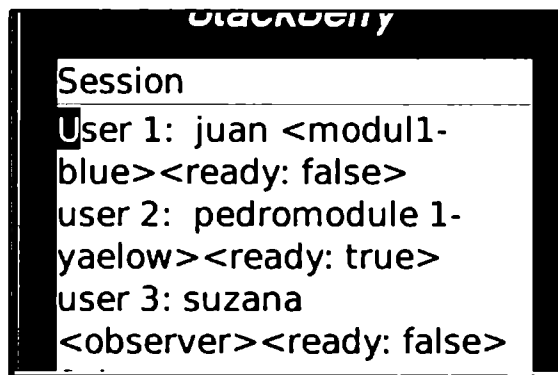 BlackBerry
Session
User 1: juan <modul1-
blue><ready: false>
user 2: pedromodule 1-
yaelow><ready: true>
user 3: suzana
<observer><ready: false>